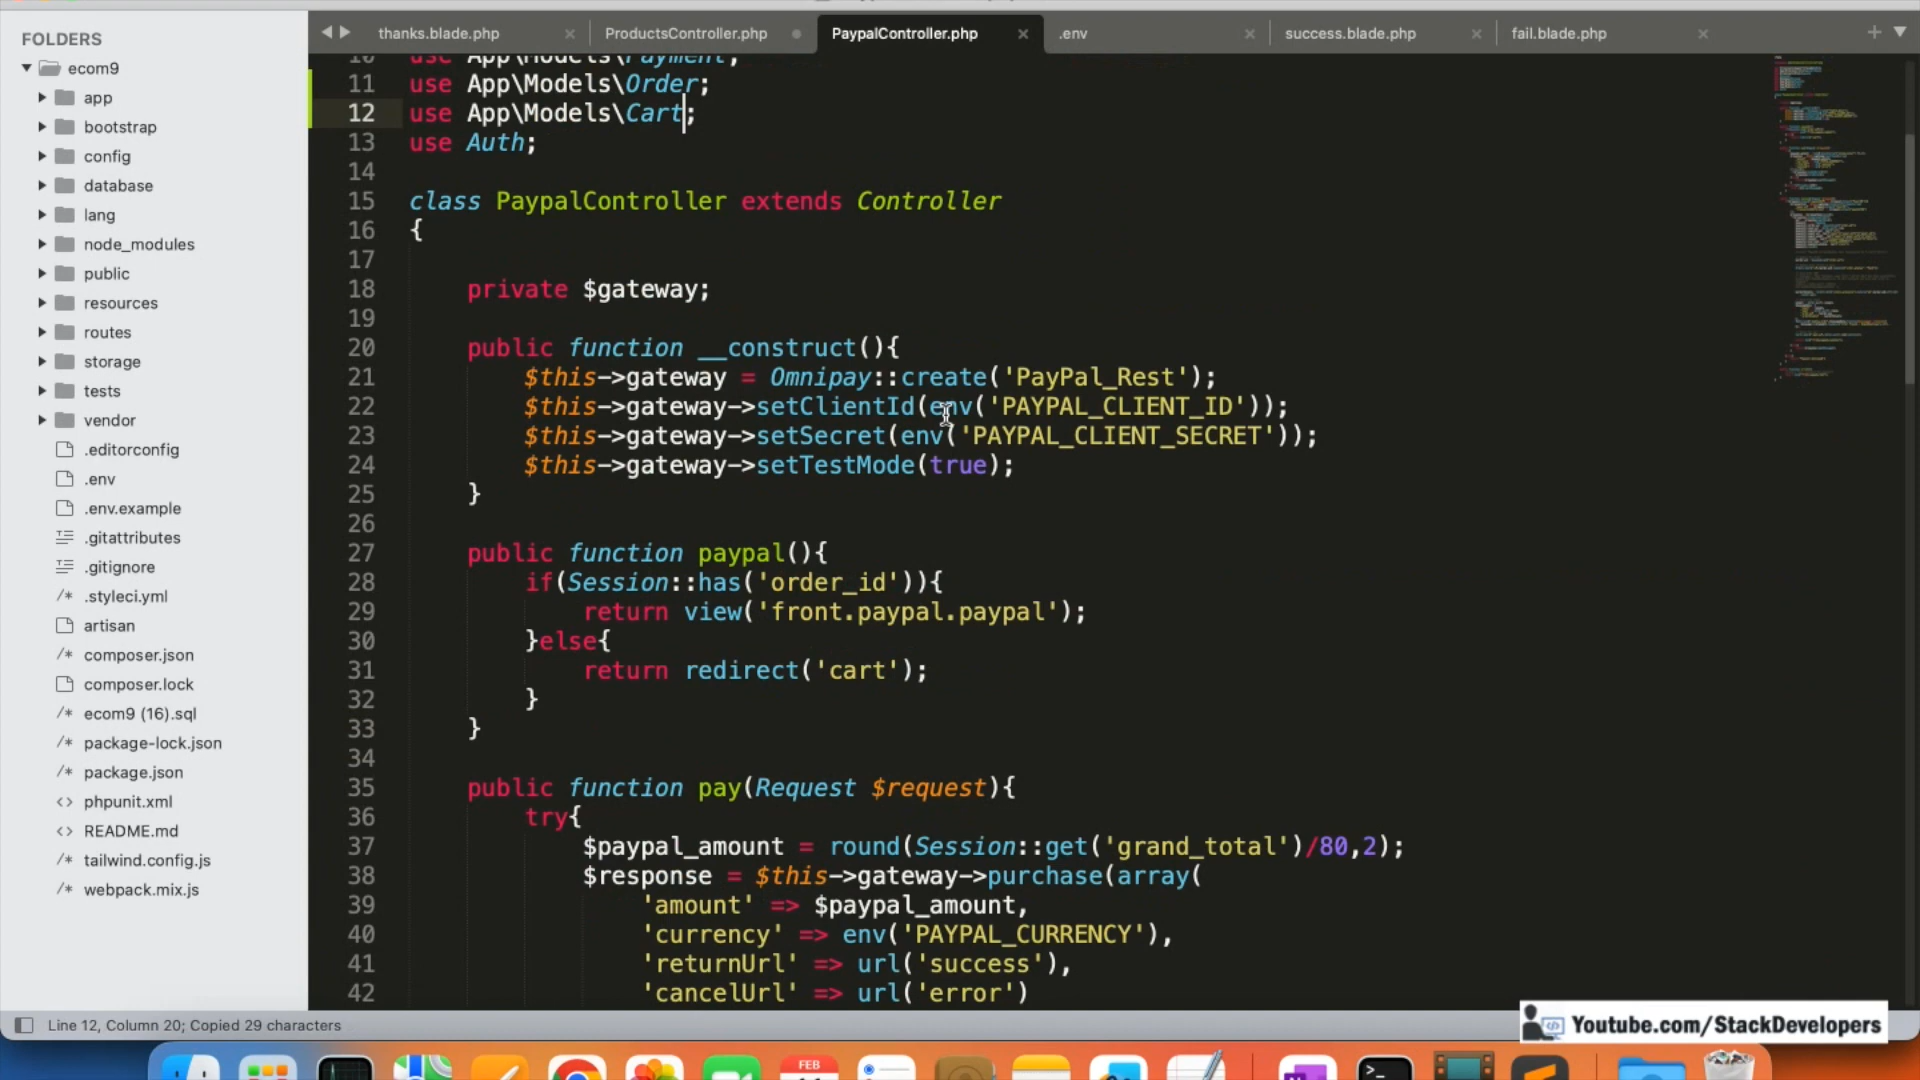 FOLDERS
ecom9
app
bootstrap
config
database
lang
node_modules
public
resources
routes
storage
tests
vendor
.editorconfig
.env
.env.example
.gitattributes
.gitignore
/* .styleci.yml
artisan
/* composer.json
composer.lock
/* ecom9 (16).sql
/* package-lock.json
/* package.json
<> phpunit.xml
<> README.md
/* tailwind.config.js
/* webpack.mix.js
thanks.blade.php
ProductsController.php
PaypalController.php
.env
success.blade.php
fail.blade.php
10 use App\Models\Payment;
11 use App\Models\Order;
12 use App\Models\Cart;
13 use Auth;
14
15 class PaypalController extends Controller
16 {
17
18 private $gateway;
19
20 public function __construct(){
21 $this->gateway = Omnipay::create('PayPal_Rest');
22 $this->gateway->setClientId(env('PAYPAL_CLIENT_ID'));
23 $this->gateway->setSecret(env('PAYPAL_CLIENT_SECRET'));
24 $this->gateway->setTestMode(true);
25 }
26
27 public function paypal(){
28 if(Session::has('order_id')){
29 return view('front.paypal.paypal');
30 }else{
31 return redirect('cart');
32 }
33 }
34
35 public function pay(Request $request){
36 try{
37 $paypal_amount = round(Session::get('grand_total')/80,2);
38 $response = $this->gateway->purchase(array(
39 'amount' => $paypal_amount,
40 'currency' => env('PAYPAL_CURRENCY'),
41 'returnUrl' => url('success'),
42 'cancelUrl' => url('error')
Line 12, Column 20; Copied 29 characters
Youtube.com/StackDevelopers
FEB